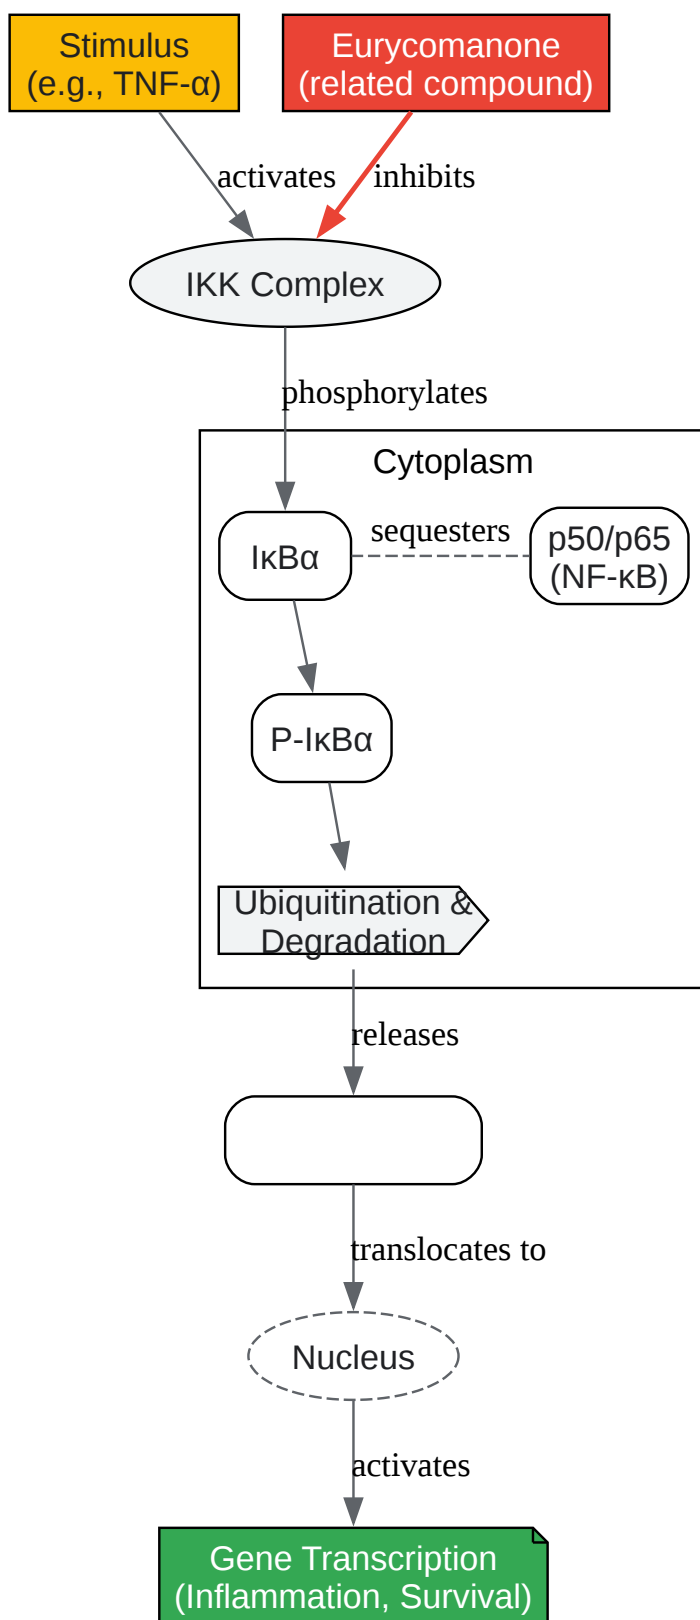 Stimulus
(e.g., TNF-α)
Eurycomanone
(related compound)
activates
inhibits
IKK Complex
phosphorylates
Cytoplasm
IκBα
sequesters
p50/p65
(NF-κB)
P-IκBα
Ubiquitination &
Degradation
releases
translocates to
Nucleus
activates
Gene Transcription
(Inflammation, Survival)